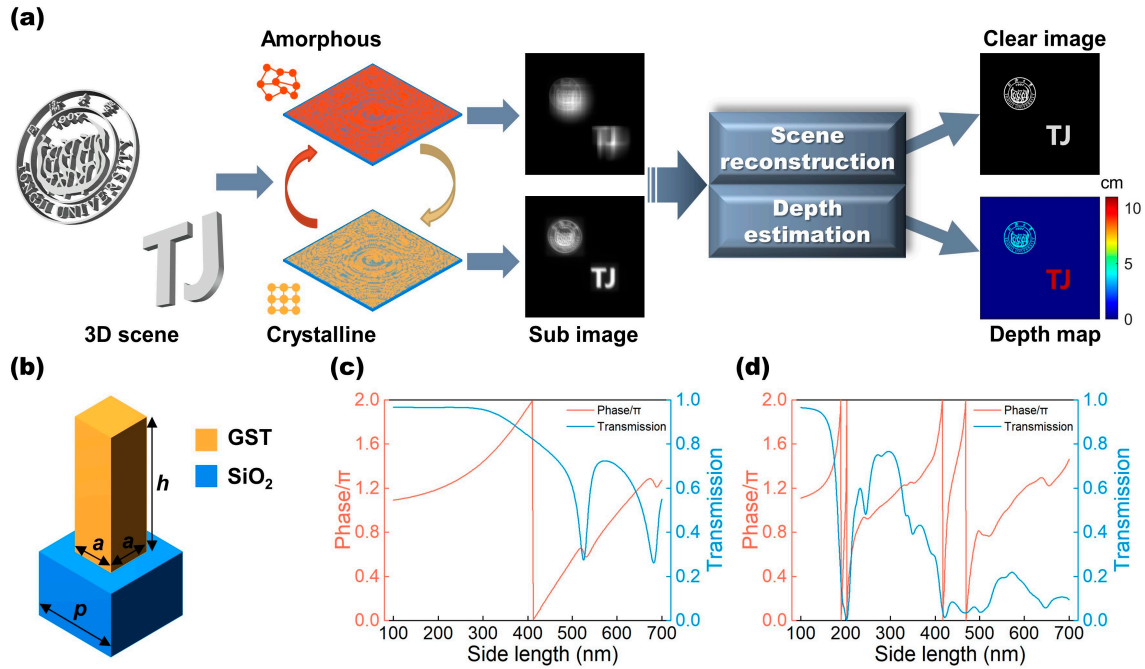 (a)
Amorphous
Clear image
Scene
reconstruction
TJ
cm
10
5
0
Depth
estimation
TJ
TJ
TJ
TJ
3D scene
Crystalline
Sub image
Depth map
(b)
GST
SiO₂
h
a
a
p
(c)
2.0
1.6
1.2
0.8
0.4
0.0
Phase/π
Phase/π
Transmission
1.0
0.8
0.6
0.4
0.2
0.0
Transmission
100 200 300 400 500 600 700
Side length (nm)
(d)
2.0
1.6
1.2
0.8
0.4
0.0
Phase/π
Phase/π
Transmission
1.0
0.8
0.6
0.4
0.2
0.0
Transmission
100 200 300 400 500 600 700
Side length (nm)